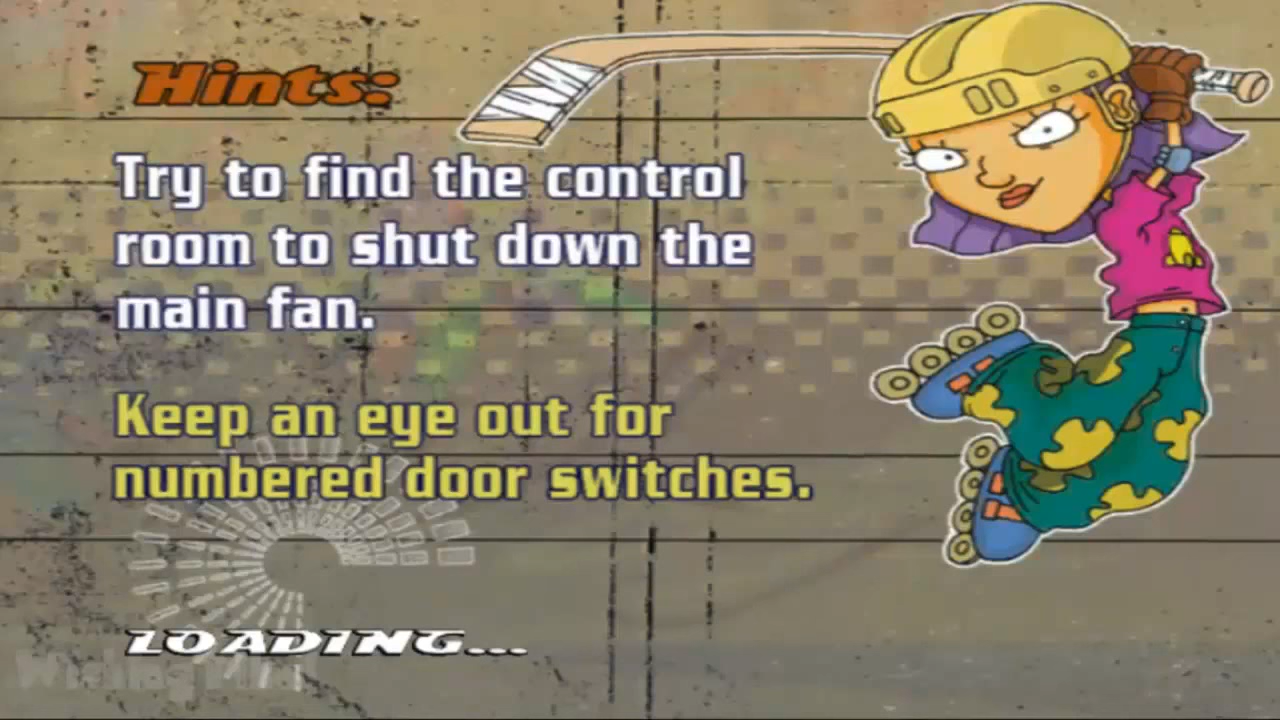 Hints:
Try to find the control
room to shut down the
main fan.
Keep an eye out for
numbered door switches.
LOADING...